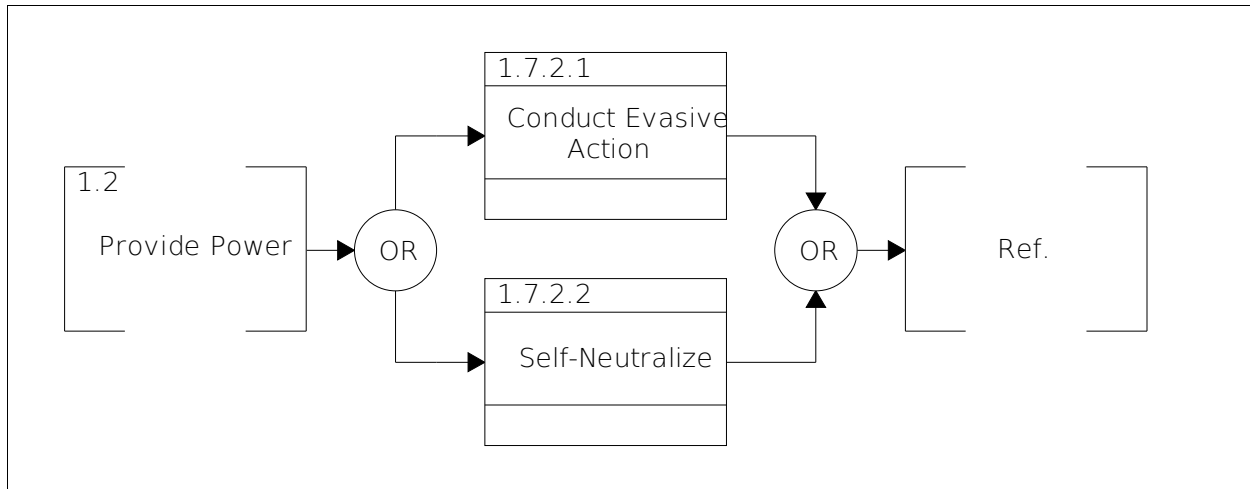 1.2
Provide Power
OR
1.7.2.1
Conduct Evasive
Action
1.7.2.2
Self-Neutralize
OR
Ref.